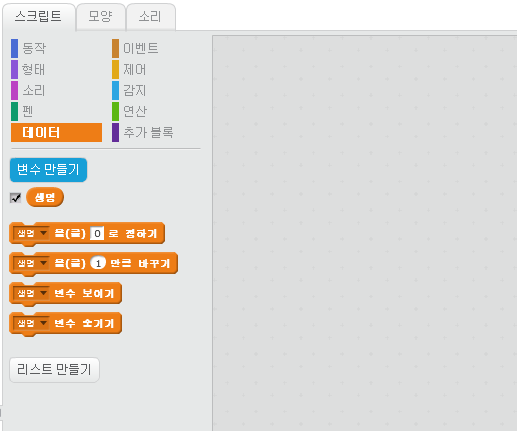 스크립트 모양 소리
동작 이벤트
형태 제어
소리 감지
펜 연산
데이터 추가 블록
변수 만들기
생명
생명 을(를) 0 로 정하기
생명 을(를) 1 만큼 바꾸기
생명 변수 보이기
생명 변수 숨기기
리스트 만들기